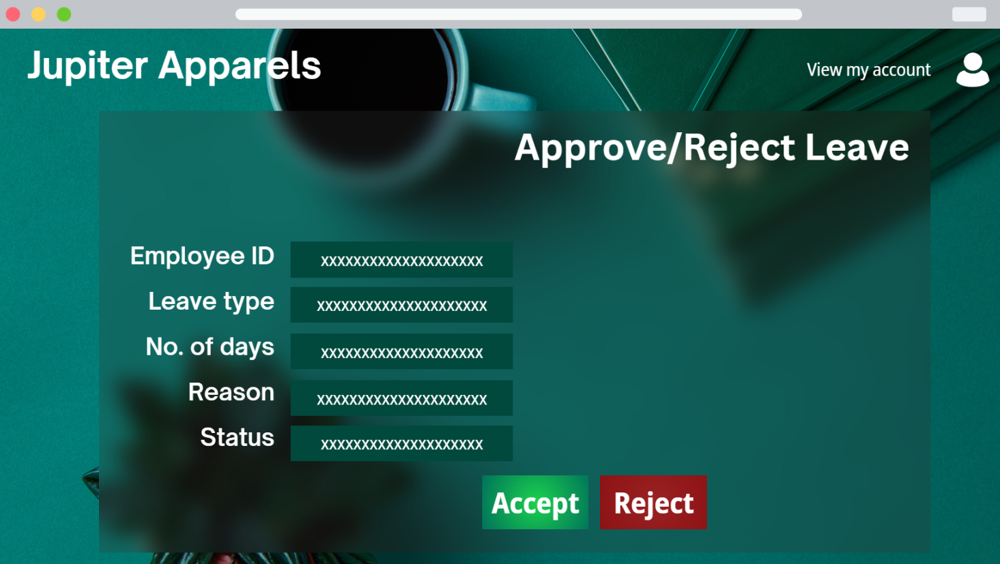 Jupiter Apparels
View my account
Approve/Reject Leave
Employee ID xxxxxxxxxxxxxxxxxxxx
Leave type xxxxxxxxxxxxxxxxxxxxx
No. of days xxxxxxxxxxxxxxxxxxxx
Reason xxxxxxxxxxxxxxxxxxxxx
Status xxxxxxxxxxxxxxxxxxxx
Accept Reject